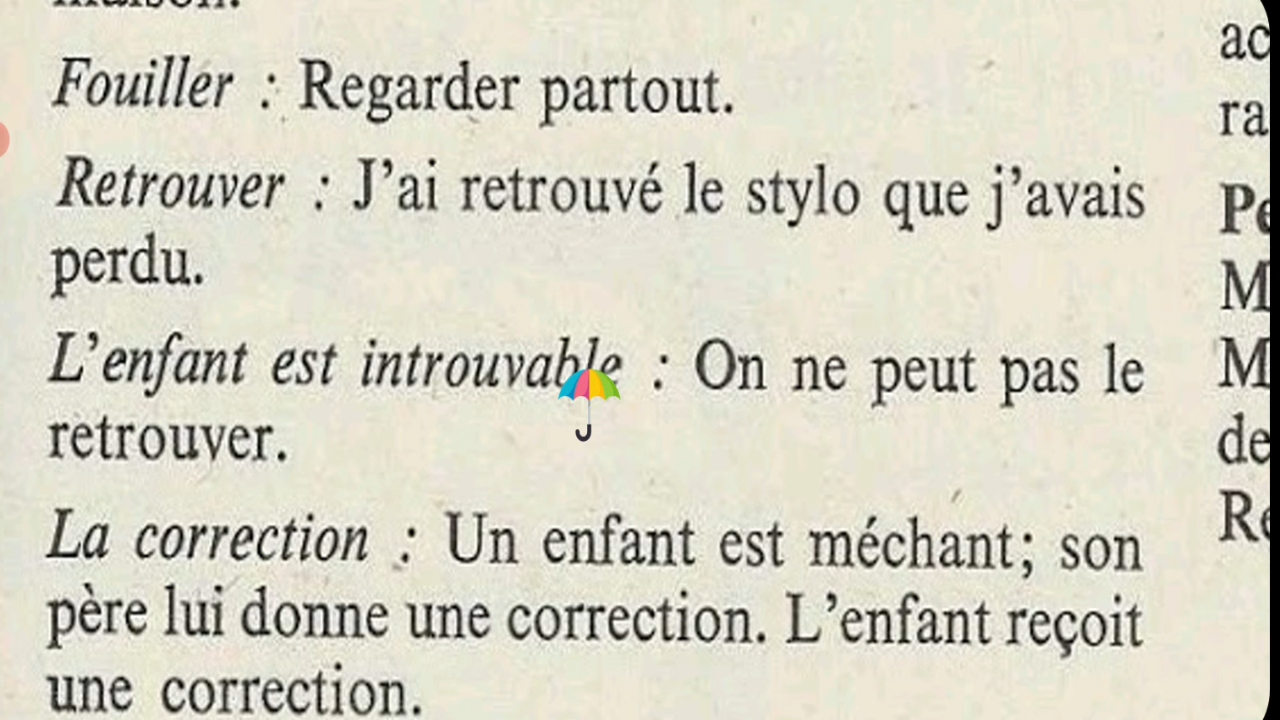 Fouiller : Regarder partout.
Retrouver : J'ai retrouvé le stylo que j'avais
perdu.
L'enfant est introuvable : On ne peut pas le
retrouver.
La correction : Un enfant est méchant; son
père lui donne une correction. L'enfant reçoit
une correction.